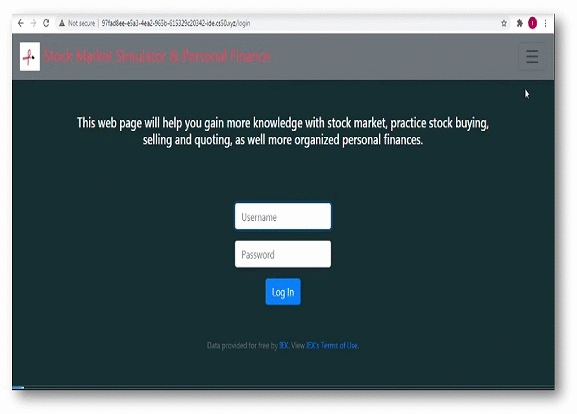 Not secure | 97fad8ee-e5a3-4ea2-965b-615329c20342-ide.cs50.xyz/login
Stock Market Simulator & Personal Finance
This web page will help you gain more knowledge with stock market, practice stock buying,
selling and quoting, as well more organized personal finances.
Username
Password
Log In
Data provided for free by IEX. View IEX's Terms of Use.